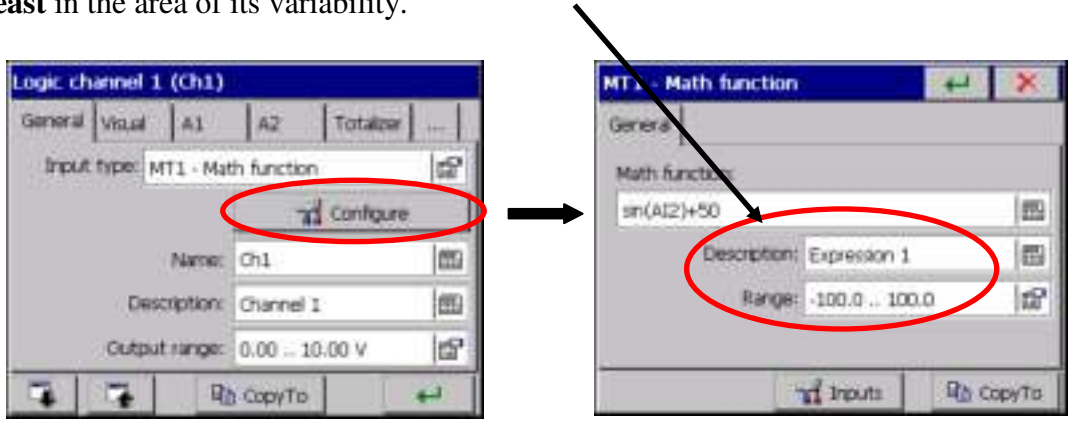 east in the area of its variability.
Logic channel 1 (Ch1)
General Visual A1 A2 Totalizer ...
Input type: MT1 - Math function
Configure
Name: Ch1
Description: Channel 1
Output range: 0.00 .. 10.00 V
CopyTo
MT1 - Math function
General
Math function:
sin(AI2)+50
Description: Expression 1
Range: -100.0 .. 100.0
Inputs CopyTo